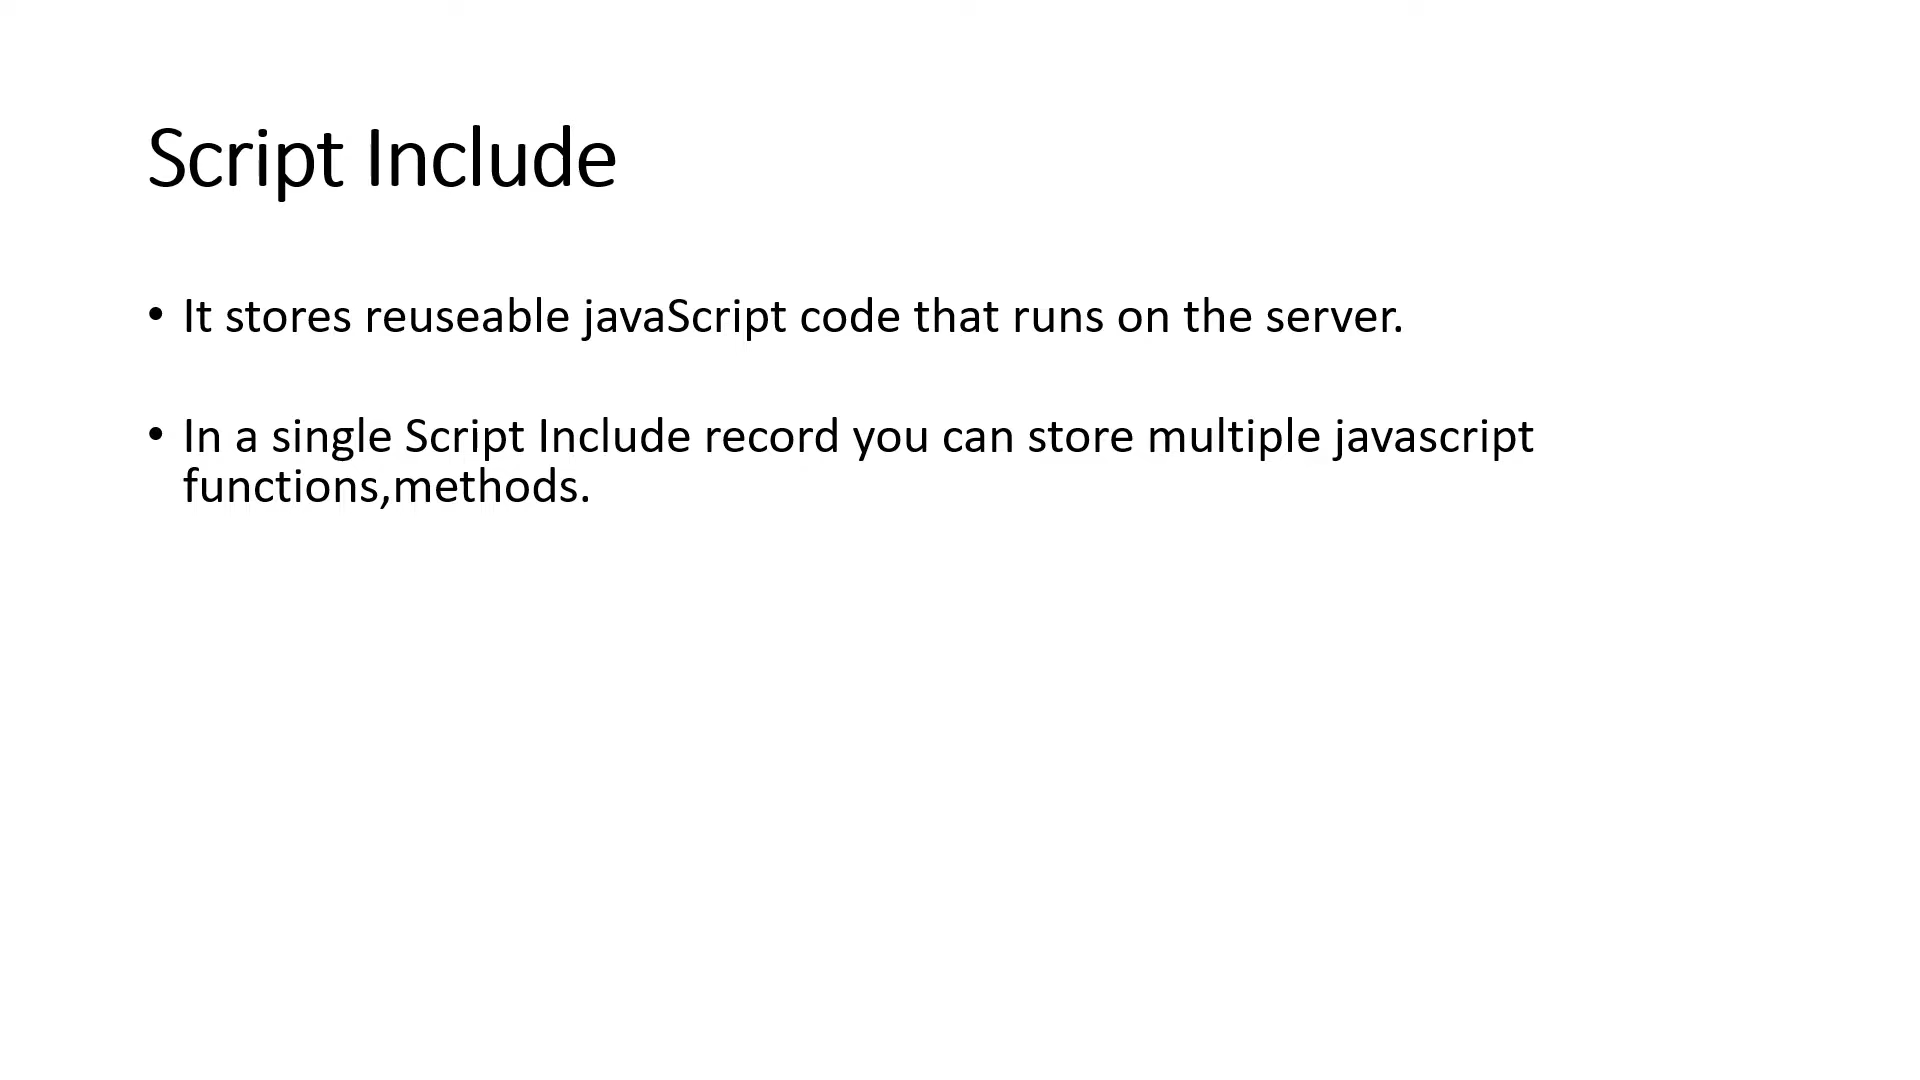 Script Include
• It stores reuseable javaScript code that runs on the server.
• In a single Script Include record you can store multiple javascript
functions,methods.